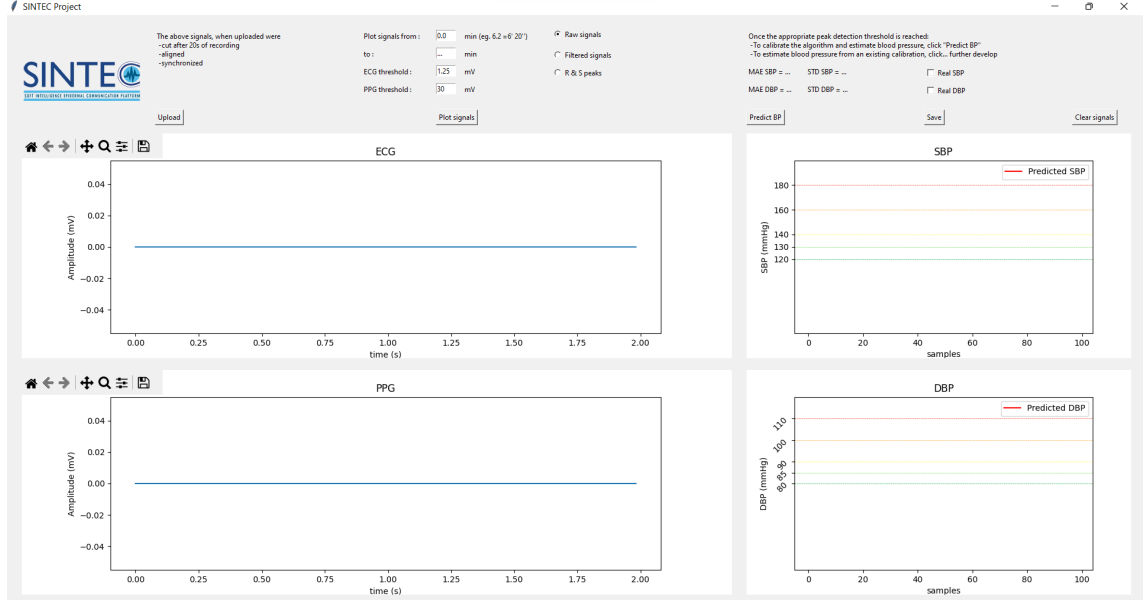 SINTEC Project
SINTEC
SOFT INTELLIGENCE EPIDERMAL COMMUNICATION PLATFORM
The above signals, when uploaded were
-cut after 20s of recording
-aligned
-synchronized
Upload
Plot signals from : 0.0 min (eg. 6.2 =6' 20'')
to : ... min
ECG threshold : 1.25 mV
PPG threshold : 30 mV
Plot signals
Raw signals
Filtered signals
R & S peaks
Once the appropriate peak detection threshold is reached:
-To calibrate the algorithm and estimate blood pressure, click "Predict BP"
-To estimate blood pressure from an existing calibration, click... further develop
MAE SBP = ... STD SBP = ... Real SBP
MAE DBP = ... STD DBP = ... Real DBP
Predict BP Save Clear signals
ECG
Amplitude (mV)
0.04
0.02
0.00
−0.02
−0.04
0.00 0.25 0.50 0.75 1.00 1.25 1.50 1.75 2.00
time (s)
SBP
Predicted SBP
SBP (mmHg)
180
160
140
130
120
0 20 40 60 80 100
samples
PPG
Amplitude (mV)
0.04
0.02
0.00
−0.02
−0.04
0.00 0.25 0.50 0.75 1.00 1.25 1.50 1.75 2.00
time (s)
DBP
Predicted DBP
DBP (mmHg)
110
100
90
85
80
0 20 40 60 80 100
samples